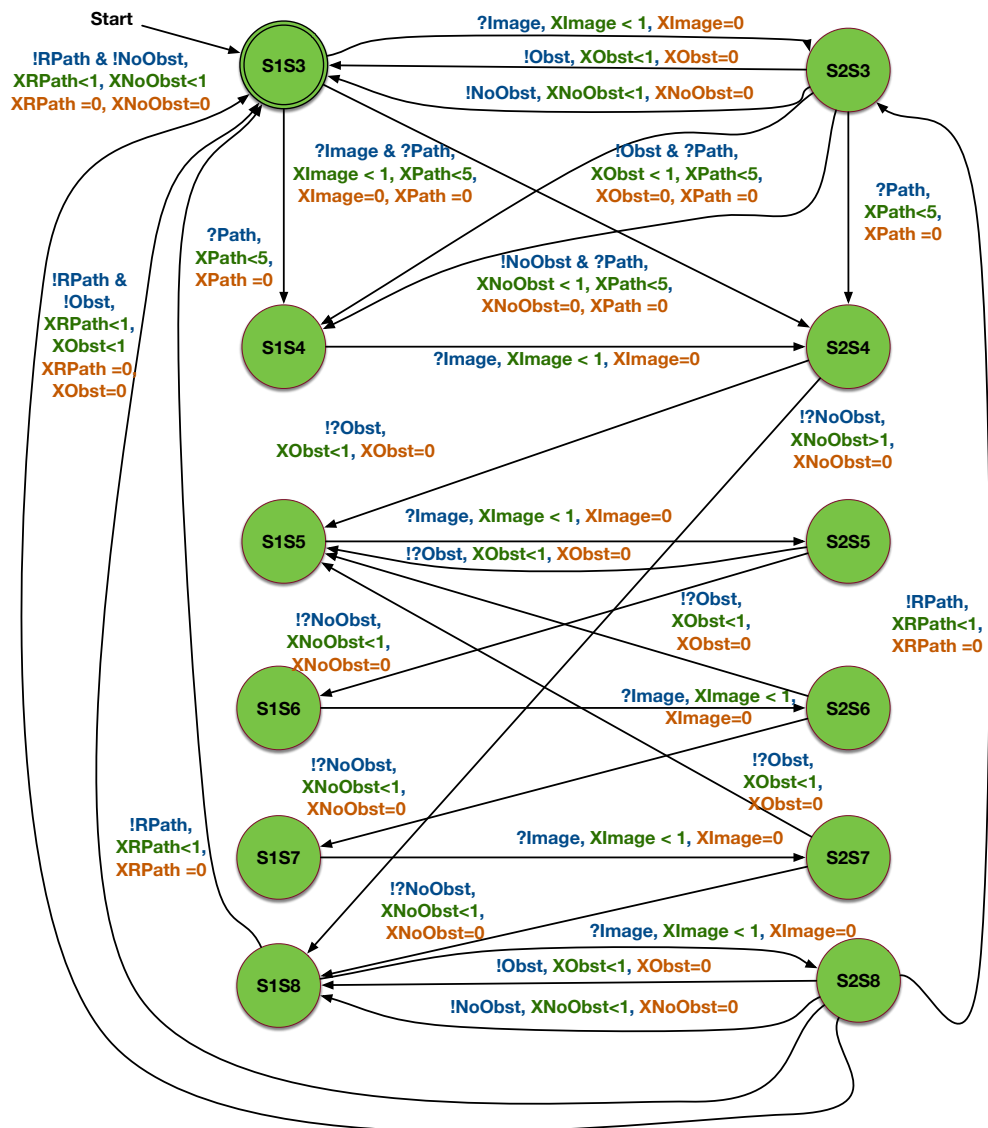 Start
!RPath & !NoObst,
XRPath<1, XNoObst<1
XRPath =0, XNoObst=0
S1S3
?Image, XImage < 1, XImage=0
!Obst, XObst<1, XObst=0
!NoObst, XNoObst<1, XNoObst=0
S2S3
?Image & ?Path,
XImage < 1, XPath<5,
XImage=0, XPath =0
!Obst & ?Path,
XObst < 1, XPath<5,
XObst=0, XPath =0
?Path,
XPath<5,
XPath =0
?Path,
XPath<5,
XPath =0
!NoObst & ?Path,
XNoObst < 1, XPath<5,
XNoObst=0, XPath =0
!RPath &
!Obst,
XRPath<1,
XObst<1
XRPath =0,
XObst=0
S1S4
?Image, XImage < 1, XImage=0
S2S4
!?Obst,
XObst<1, XObst=0
!?NoObst,
XNoObst>1,
XNoObst=0
S1S5
?Image, XImage < 1, XImage=0
!?Obst, XObst<1, XObst=0
S2S5
!?NoObst,
XNoObst<1,
XNoObst=0
!?Obst,
XObst<1,
XObst=0
!RPath,
XRPath<1,
XRPath =0
S1S6
?Image, XImage < 1,
XImage=0
S2S6
!?NoObst,
XNoObst<1,
XNoObst=0
!?Obst,
XObst<1,
XObst=0
!RPath,
XRPath<1,
XRPath =0
S1S7
?Image, XImage < 1, XImage=0
S2S7
!?NoObst,
XNoObst<1,
XNoObst=0
?Image, XImage < 1, XImage=0
!Obst, XObst<1, XObst=0
!NoObst, XNoObst<1, XNoObst=0
S1S8
S2S8